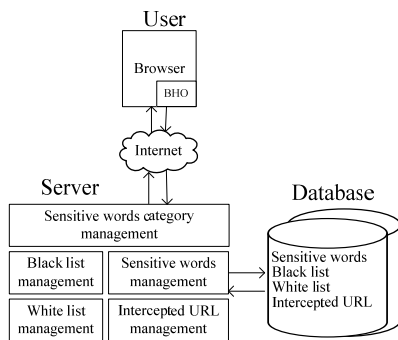 User
Browser
BHO
Internet
Server
Sensitive words category
management
Black list
management
Sensitive words
management
White list
management
Intercepted URL
management
Database
Sensitive words
Black list
White list
Intercepted URL